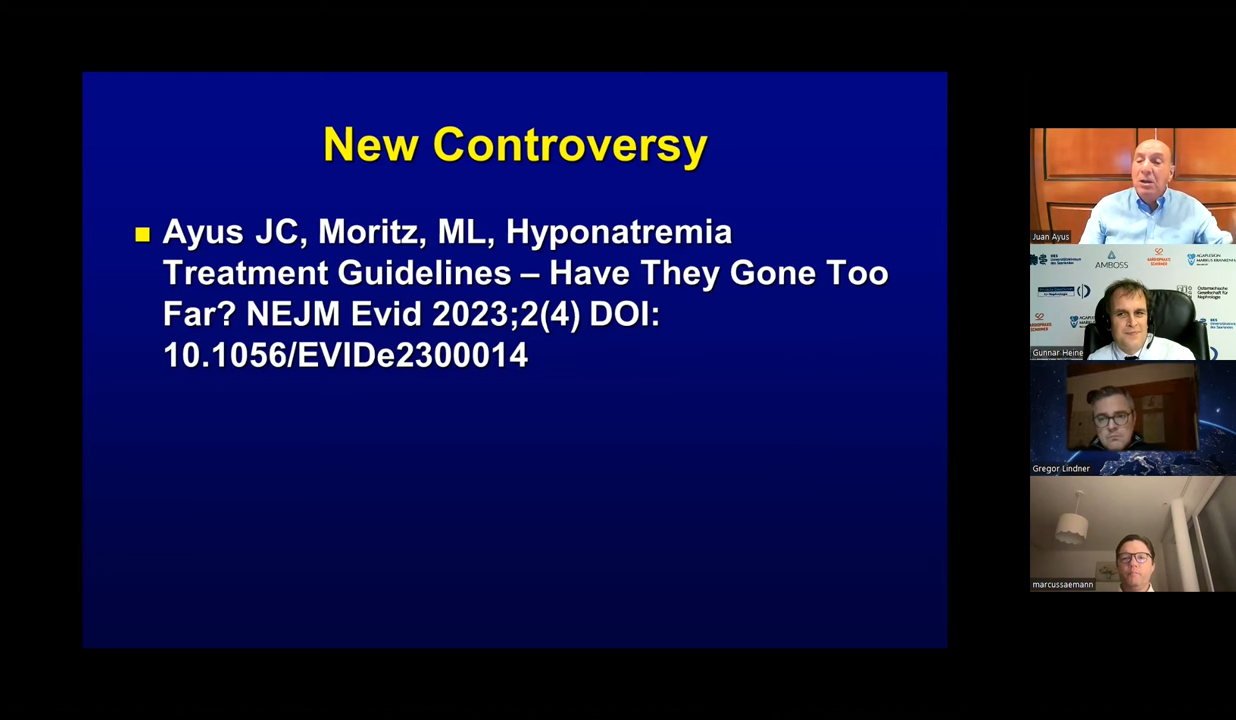 New Controversy
Ayus JC, Moritz, ML, Hyponatremia
Treatment Guidelines – Have They Gone Too
Far? NEJM Evid 2023;2(4) DOI:
10.1056/EVIDe2300014
Juan Ayus
AMBOSS
Gunnar Heine
Gregor Lindner
marcussaemann